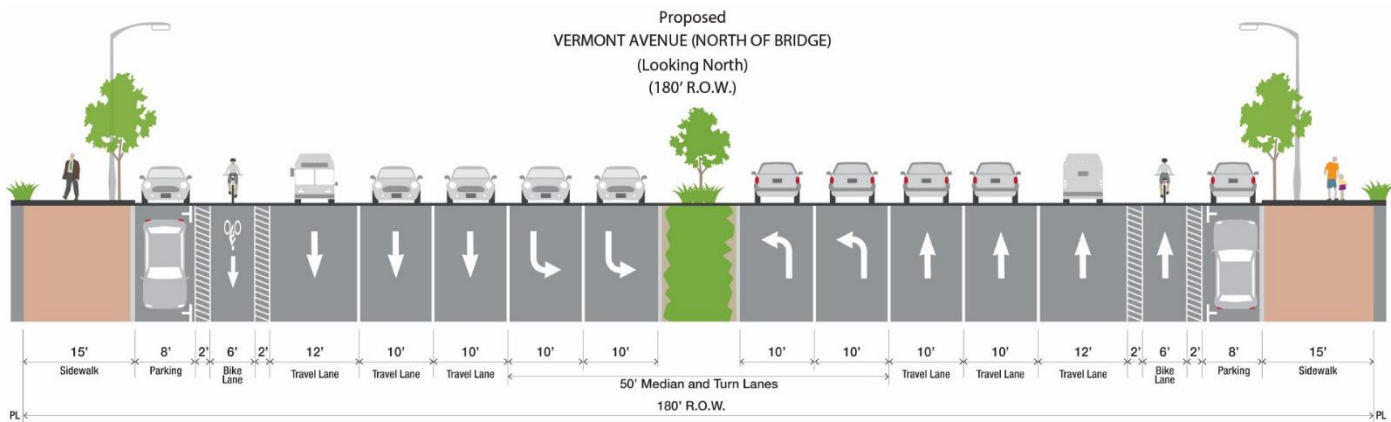 Proposed
VERMONT AVENUE (NORTH OF BRIDGE)
(Looking North)
(180' R.O.W.)
15' 8' 2' 6' 2' 12' 10' 10' 10' 10' 10' 10' 10' 10' 12' 2' 6' 2' 8' 15'
Sidewalk Parking Bike Lane Travel Lane Travel Lane Travel Lane Travel Lane Travel Lane Travel Lane Bike Lane Parking Sidewalk
50' Median and Turn Lanes
180' R.O.W.
PL PL